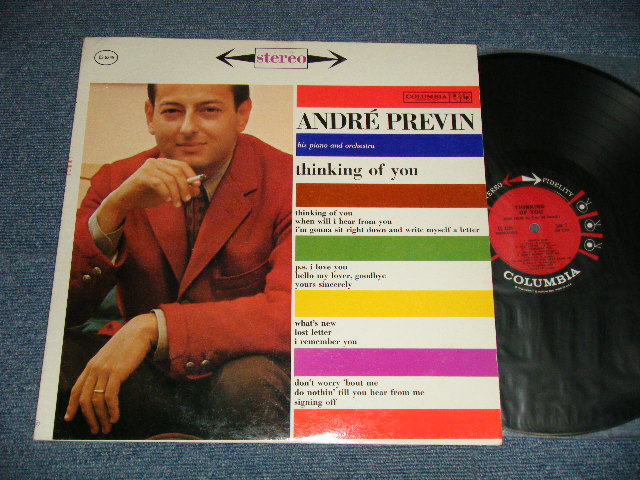 stereo
COLUMBIA
ANDRÉ PREVIN
his piano and orchestra
thinking of you
thinking of you
when will i hear from you
i'm gonna sit right down and write myself a letter
p.s. i love you
hello my lover, goodbye
yours sincerely
what's new
lost letter
i remember you
don't worry 'bout me
do nothin' till you hear from me
signing off
STEREO FIDELITY
THINKING
OF YOU
COLUMBIA